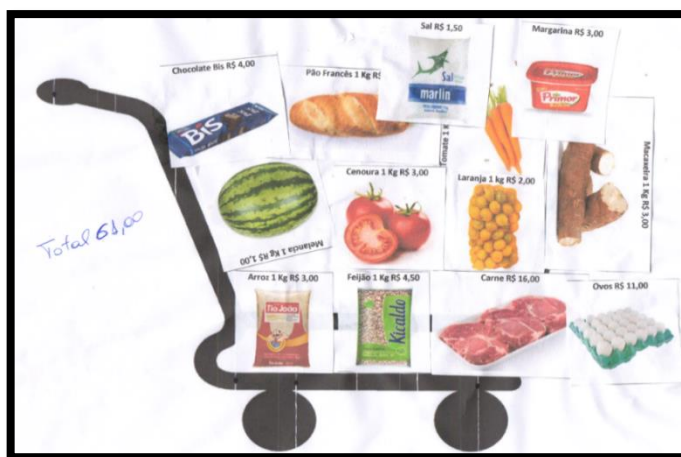 Sal R$ 1,50
Margarina R$ 3,00
Chocolate Bis R$ 4,00
Pão Francês 1 Kg R$
Sal
marlin
Primor
BIS
Tomate 1 K
Macaxeira 1 Kg R$ 3,00
Cenoura 1 Kg R$ 3,00
Laranja 1 kg R$ 2,00
Melancia 1 Kg R$ 1,00
Total 61,00
Arroz 1 Kg R$ 3,00
Feijão 1 Kg R$ 4,50
Carne R$ 16,00
Ovos R$ 11,00
Tio João
Kicaldo